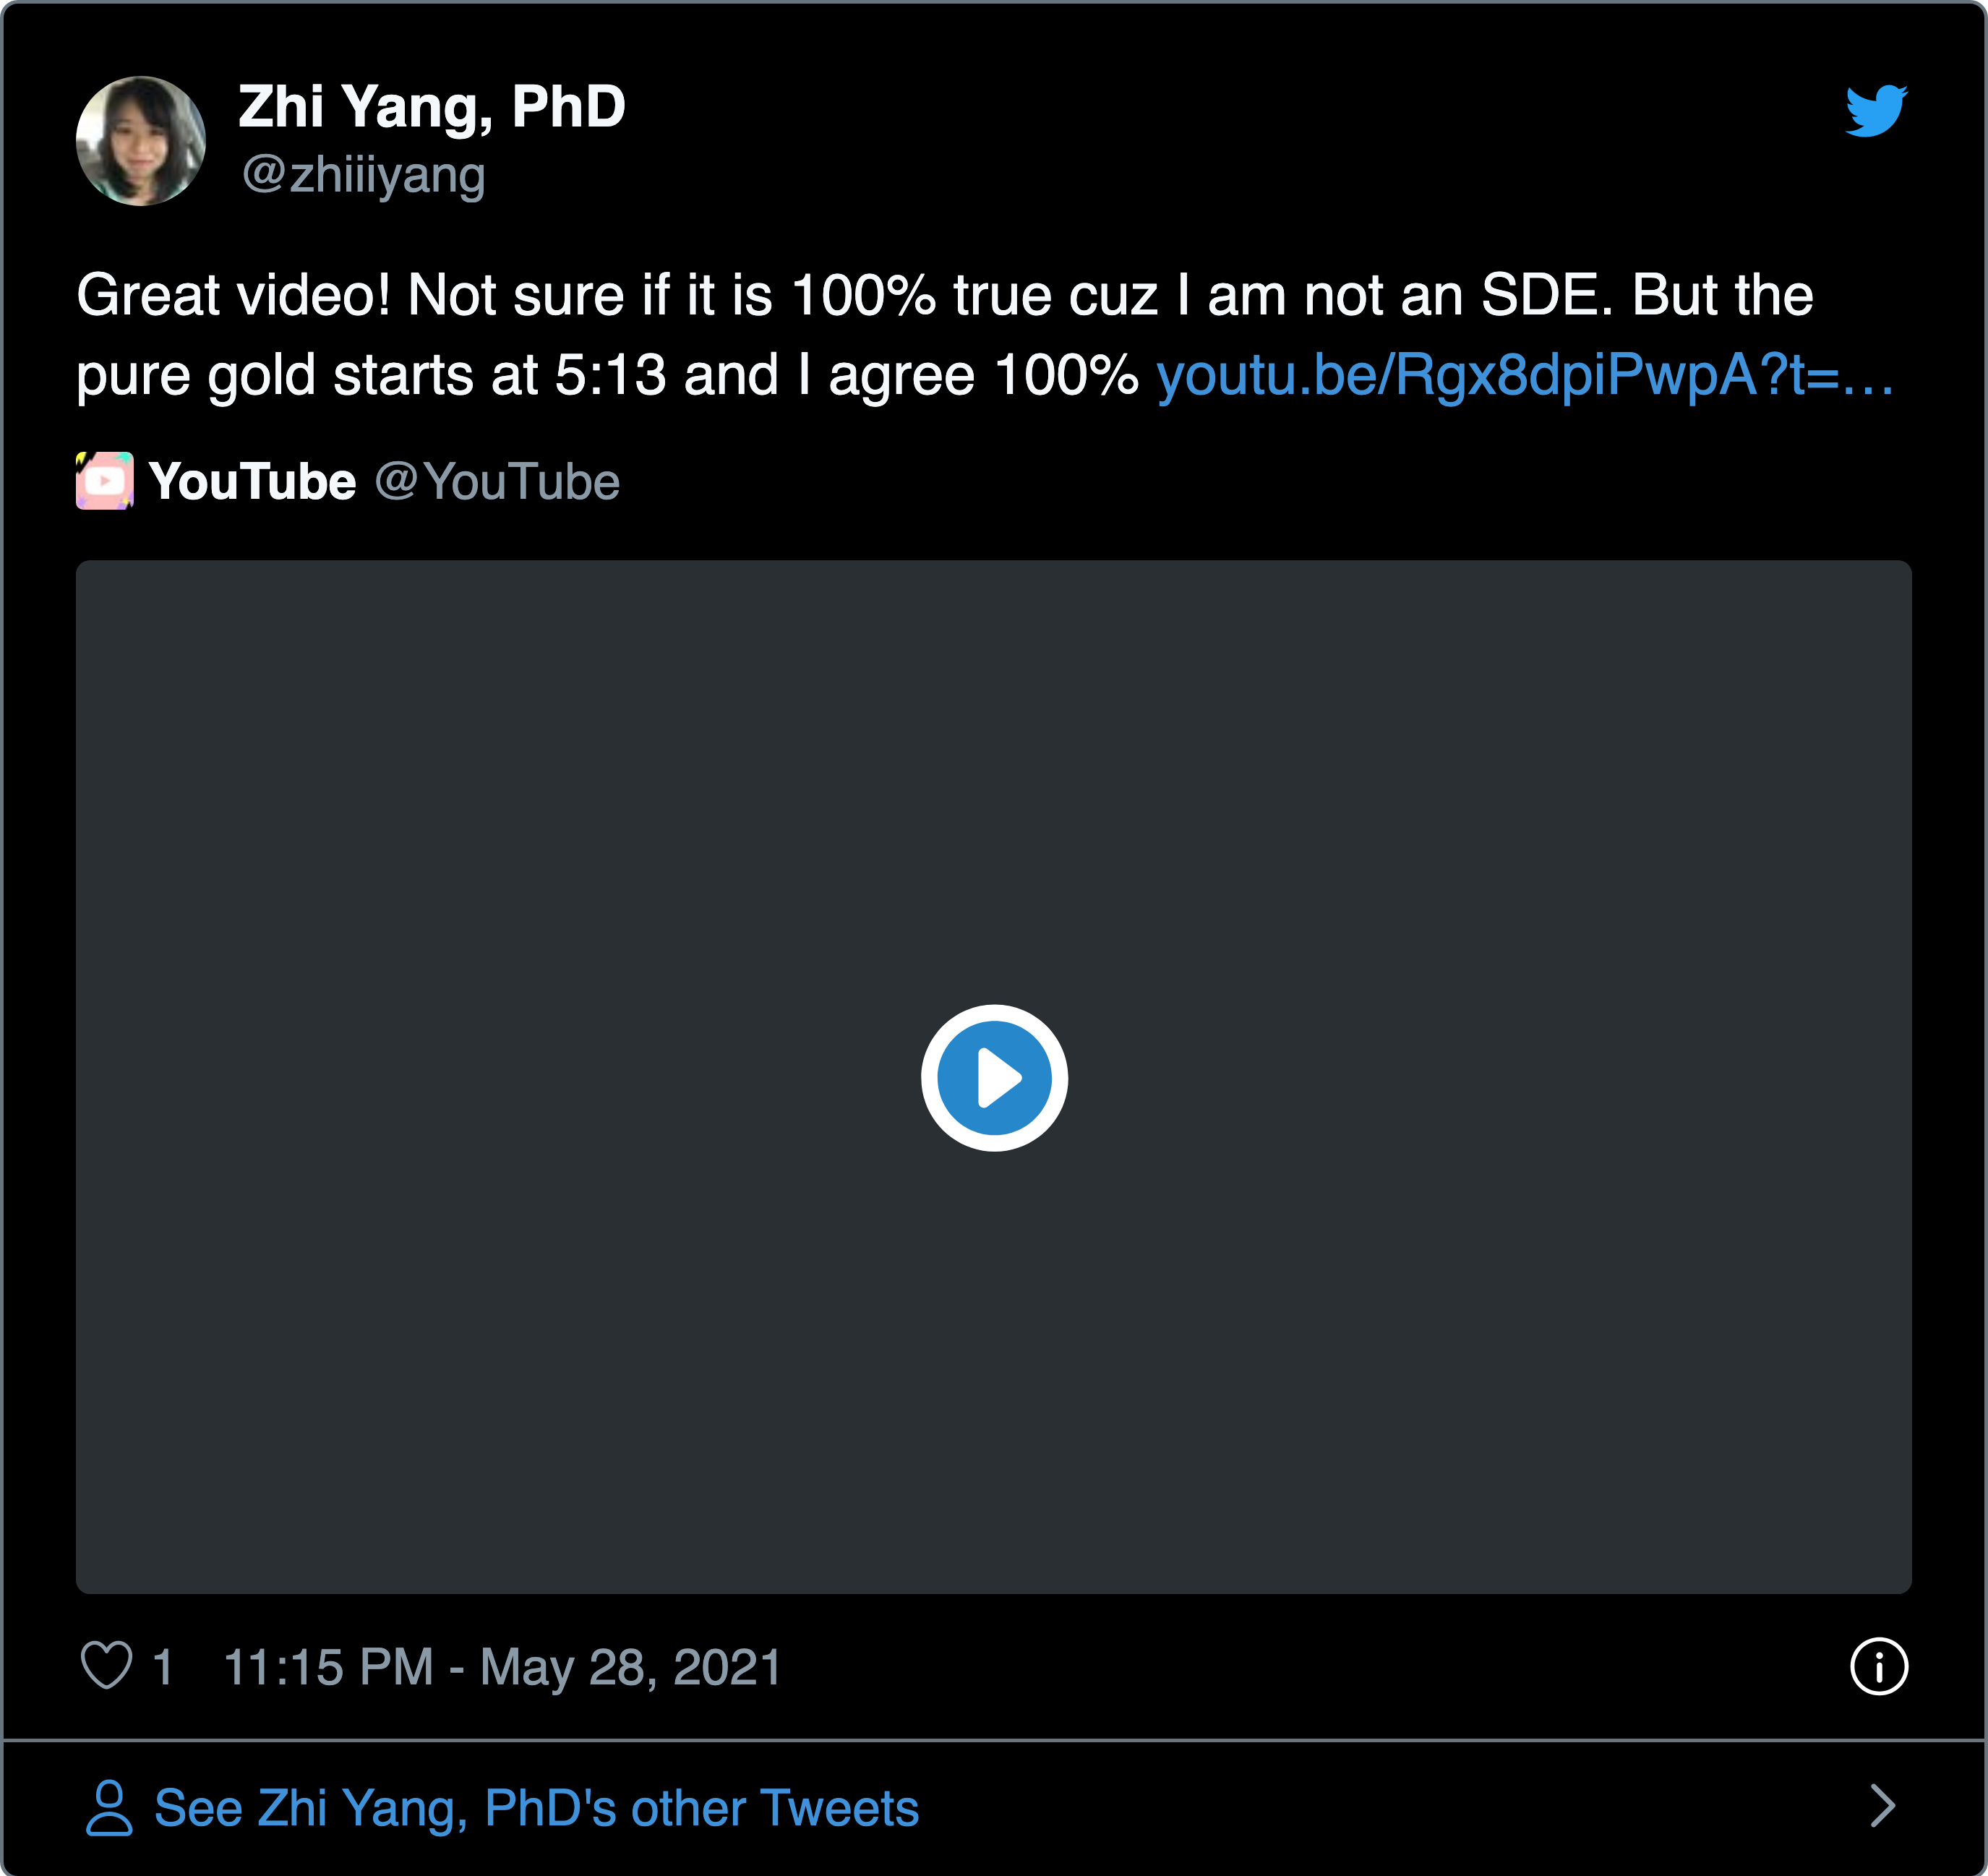 Zhi Yang, PhD
@zhiiiyang
Great video! Not sure if it is 100% true cuz I am not an SDE. But the
pure gold starts at 5:13 and I agree 100% youtu.be/Rgx8dpiPwpA?t=…
YouTube @YouTube
1 11:15 PM - May 28, 2021
See Zhi Yang, PhD's other Tweets